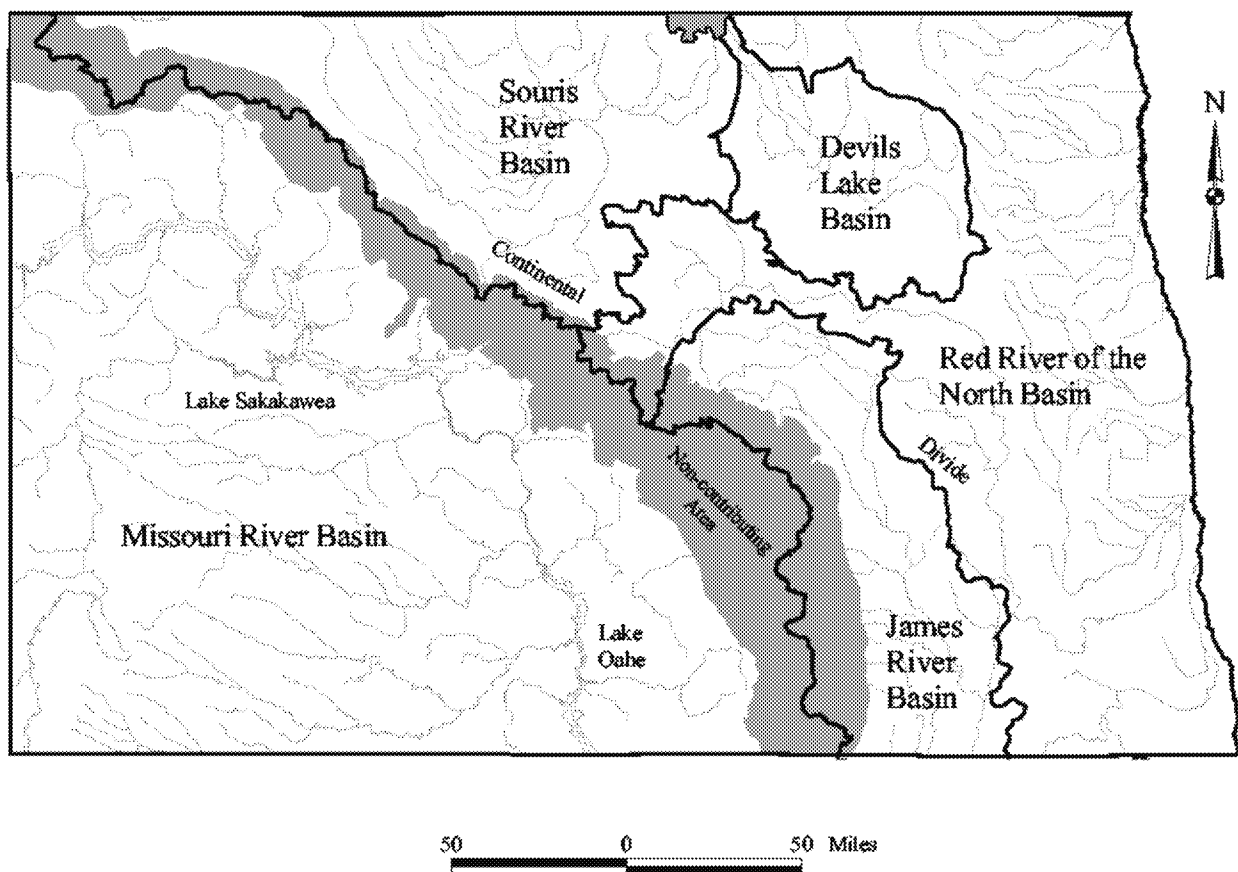 Souris
River
Basin
Devils
Lake
Basin
N
Continental
Red River of the
North Basin
Lake Sakakawea
Divide
Non-contributing
Area
Missouri River Basin
James
River
Basin
Lake
Oahe
50 0 50 Miles